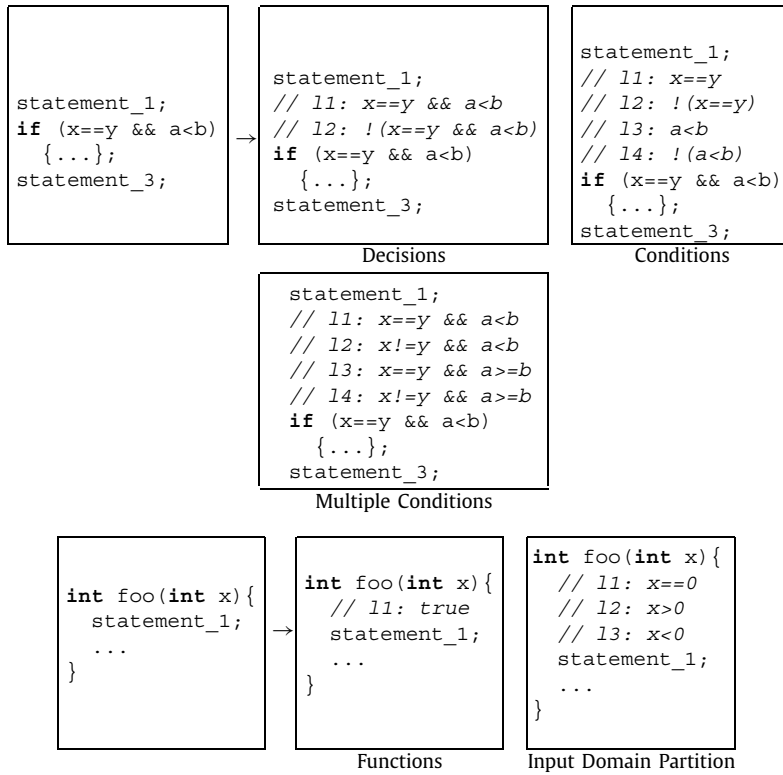 statement_1;
if (x==y && a<b)
{...};
statement_3;
→
statement_1;
// l1: x==y && a<b
// l2: !(x==y && a<b)
if (x==y && a<b)
{...};
statement_3;
Decisions
statement_1;
// l1: x==y
// l2: !(x==y)
// l3: a<b
// l4: !(a<b)
if (x==y && a<b)
{...};
statement_3;
Conditions
statement_1;
// l1: x==y && a<b
// l2: x!=y && a<b
// l3: x==y && a>=b
// l4: x!=y && a>=b
if (x==y && a<b)
{...};
statement_3;
Multiple Conditions
int foo(int x){
statement_1;
...
}
→
int foo(int x){
// l1: true
statement_1;
...
}
Functions
int foo(int x){
// l1: x==0
// l2: x>0
// l3: x<0
statement_1;
...
}
Input Domain Partition